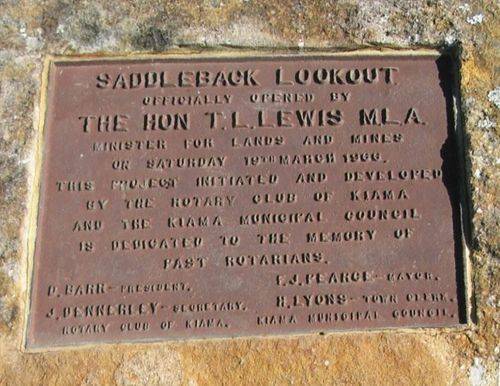 SADDLEBACK LOOKOUT
OFFICIALLY OPENED BY
THE HON T.L. LEWIS M.L.A.
MINISTER FOR LANDS AND MINES
ON SATURDAY 19TH MARCH 1966.
THIS PROJECT INITIATED AND DEVELOPED
BY THE ROTARY CLUB OF KIAMA
AND THE KIAMA MUNICIPAL COUNCIL
IS DEDICATED TO THE MEMORY OF
PAST ROTARIANS.
D. BARR - PRESIDENT.
J. DENNERLEY - SECRETARY.
ROTARY CLUB OF KIAMA.
F.J. PEARCE - MAYOR.
H. LYONS - TOWN CLERK.
KIAMA MUNICIPAL COUNCIL.